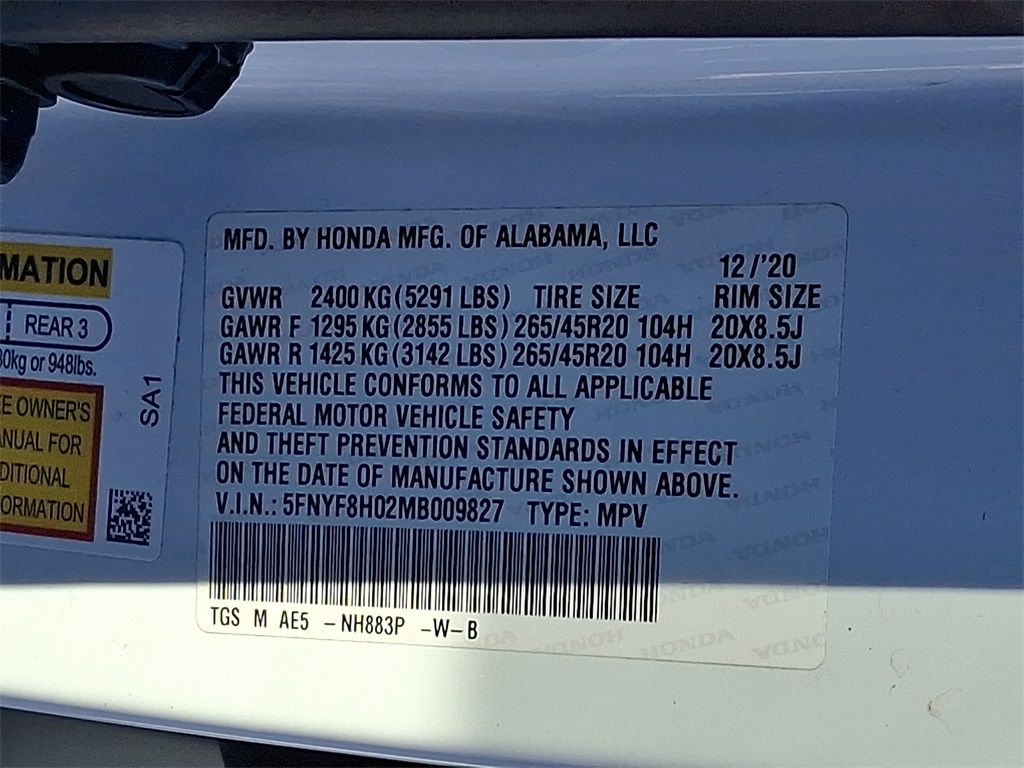 MATION
REAR 3
0kg or 948lbs.
SA1
EE OWNER'S
ANUAL FOR
DITIONAL
FORMATION
MFD. BY HONDA MFG. OF ALABAMA, LLC
12/'20
GVWR 2400 KG (5291 LBS) TIRE SIZE RIM SIZE
GAWR F 1295 KG (2855 LBS) 265/45R20 104H 20X8.5J
GAWR R 1425 KG (3142 LBS) 265/45R20 104H 20X8.5J
THIS VEHICLE CONFORMS TO ALL APPLICABLE
FEDERAL MOTOR VEHICLE SAFETY
AND THEFT PREVENTION STANDARDS IN EFFECT
ON THE DATE OF MANUFACTURE SHOWN ABOVE.
V.I.N.: 5FNYF8H02MB009827 TYPE: MPV
TGS M AE5 -NH883P -W-B